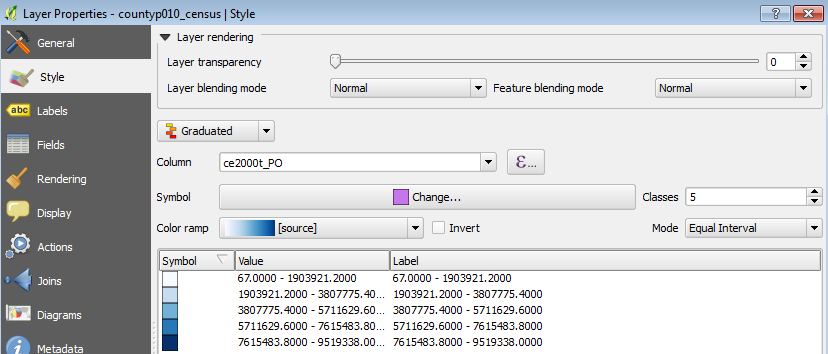 Layer Properties - countyp010_census | Style
General
Style
abc Labels
Fields
Rendering
Display
Actions
Joins
Diagrams
Metadata
Layer rendering
Layer transparency 0
Layer blending mode Normal Feature blending mode Normal
Graduated
Column ce2000t_PO ε...
Symbol Change... Classes 5
Color ramp [source] Invert Mode Equal Interval
Symbol Value Label
67.0000 - 1903921.2000 67.0000 - 1903921.2000
1903921.2000 - 3807775.40... 1903921.2000 - 3807775.4000
3807775.4000 - 5711629.60... 3807775.4000 - 5711629.6000
5711629.6000 - 7615483.80... 5711629.6000 - 7615483.8000
7615483.8000 - 9519338.00... 7615483.8000 - 9519338.0000